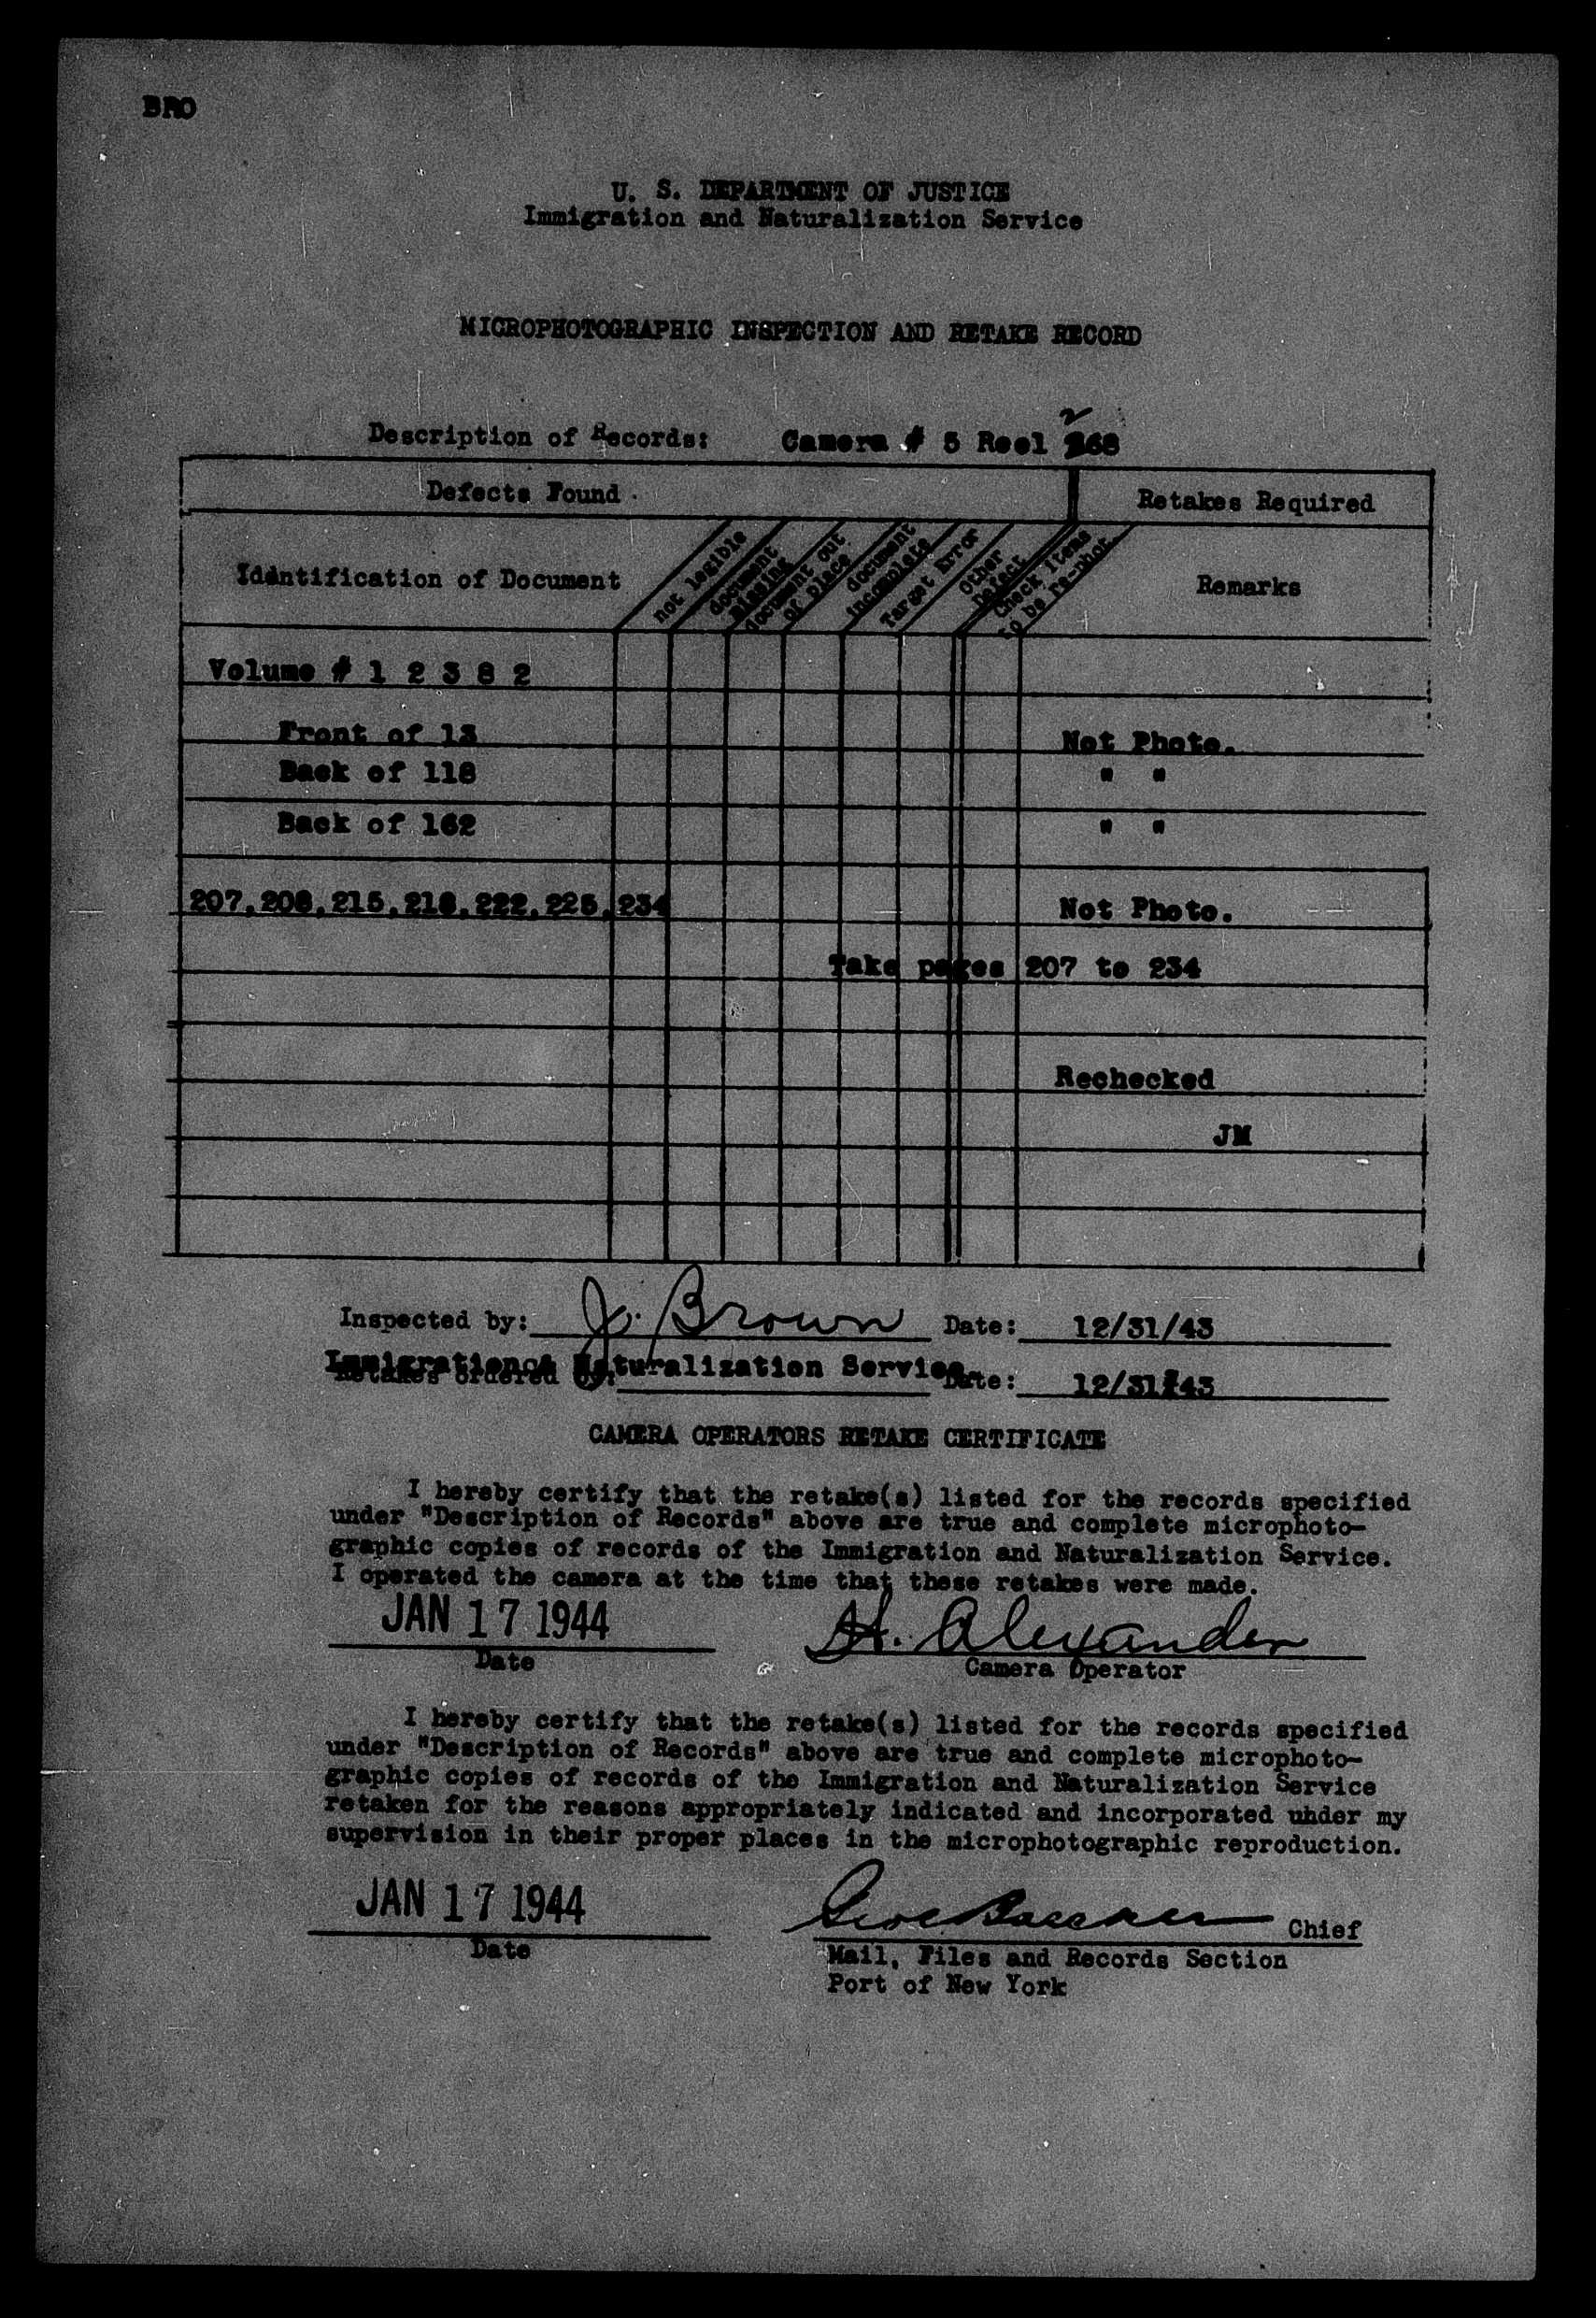 BRO
U. S. DEPARTMENT OF JUSTICE
Immigration and Naturalization Service
MICROPHOTOGRAPHIC INSPECTION AND RETAKE RECORD
Description of Records: Camera # 5 Reel 268
2
Defects Found
Retakes Required
Identification of Document
not legible
document missing
document out of place
document incomplete
Target Error
Other Defect
Check items to be re-phot.
Remarks
Volume # 1 2 3 8 2
Front of 13 Not Photo.
Back of 118 " "
Back of 162 " "
207,208,215,216,222,225,234 Not Photo.
Take pages 207 to 234
Rechecked
JM
Inspected by: J. Brown Date: 12/31/43
Immigration & Naturalization Service
Retakes ordered by: Date: 12/31/43
CAMERA OPERATORS RETAKE CERTIFICATE
I hereby certify that the retake(s) listed for the records specified
under "Description of Records" above are true and complete microphoto-
graphic copies of records of the Immigration and Naturalization Service.
I operated the camera at the time that these retakes were made.
JAN 17 1944 H. Alexander
Date Camera Operator
I hereby certify that the retake(s) listed for the records specified
under "Description of Records" above are true and complete microphoto-
graphic copies of records of the Immigration and Naturalization Service
retaken for the reasons appropriately indicated and incorporated under my
supervision in their proper places in the microphotographic reproduction.
JAN 17 1944 Chief
Date Mail, Files and Records Section
Port of New York